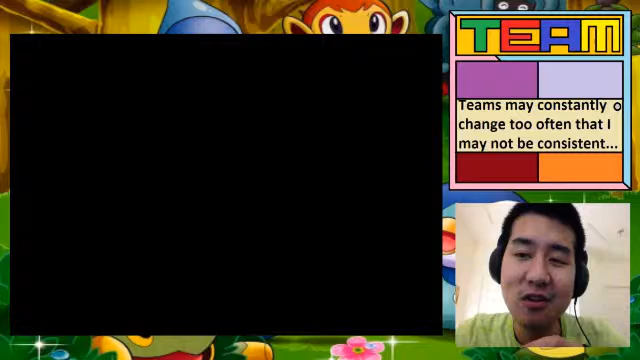 TEAM
Teams may constantly
change too often that I
may not be consistent...